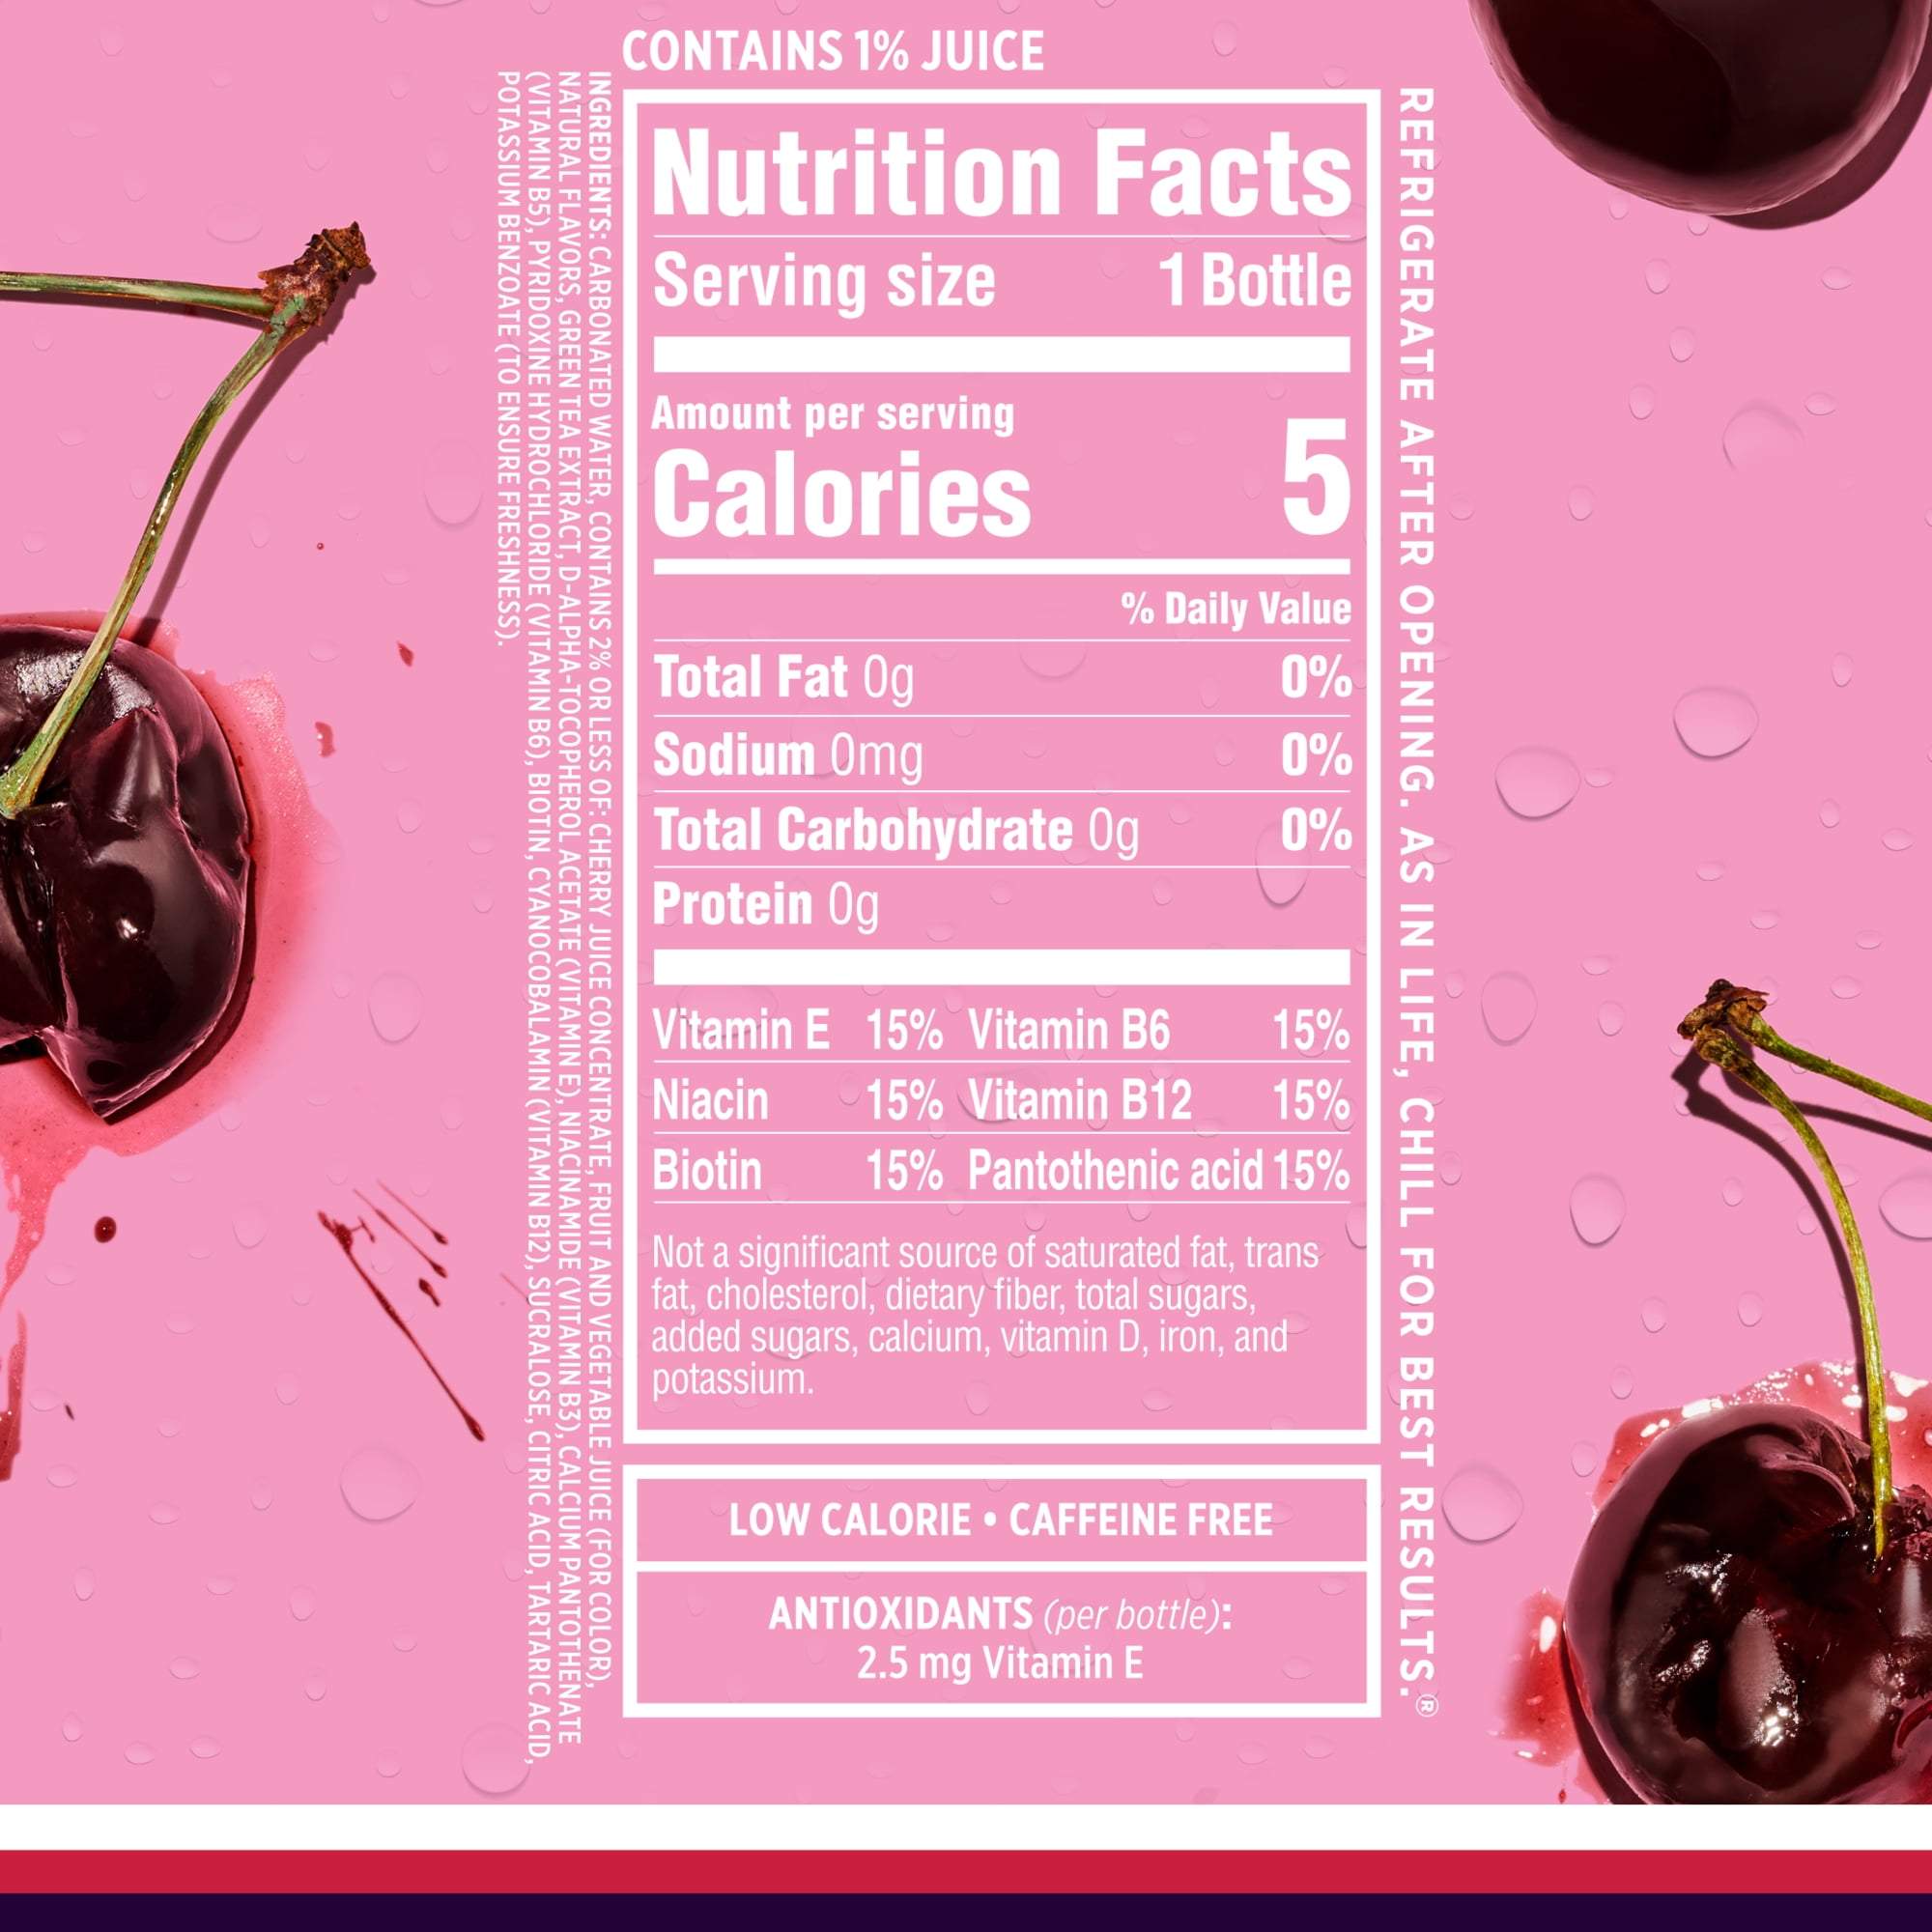 CONTAINS 1% JUICE
INGREDIENTS: CARBONATED WATER, CONTAINS 2% OR LESS OF: CHERRY JUICE CONCENTRATE, FRUIT AND VEGETABLE JUICE (FOR COLOR),
NATURAL FLAVORS, GREEN TEA EXTRACT, D-ALPHA-TOCOPHEROL ACETATE (VITAMIN E), NIACINAMIDE (VITAMIN B3), CALCIUM PANTOTHENATE
(VITAMIN B5), PYRIDOXINE HYDROCHLORIDE (VITAMIN B6), BIOTIN, CYANOCOBALAMIN (VITAMIN B12), SUCRALOSE, CITRIC ACID, TARTARIC ACID,
POTASSIUM BENZOATE (TO ENSURE FRESHNESS).
Nutrition Facts
Serving size 1 Bottle
Amount per serving
Calories 5
% Daily Value
Total Fat 0g 0%
Sodium 0mg 0%
Total Carbohydrate 0g 0%
Protein 0g
Vitamin E 15% Vitamin B6 15%
Niacin 15% Vitamin B12 15%
Biotin 15% Pantothenic acid 15%
Not a significant source of saturated fat, trans
fat, cholesterol, dietary fiber, total sugars,
added sugars, calcium, vitamin D, iron, and
potassium.
LOW CALORIE • CAFFEINE FREE
ANTIOXIDANTS (per bottle):
2.5 mg Vitamin E
REFRIGERATE AFTER OPENING. AS IN LIFE, CHILL FOR BEST RESULTS.®